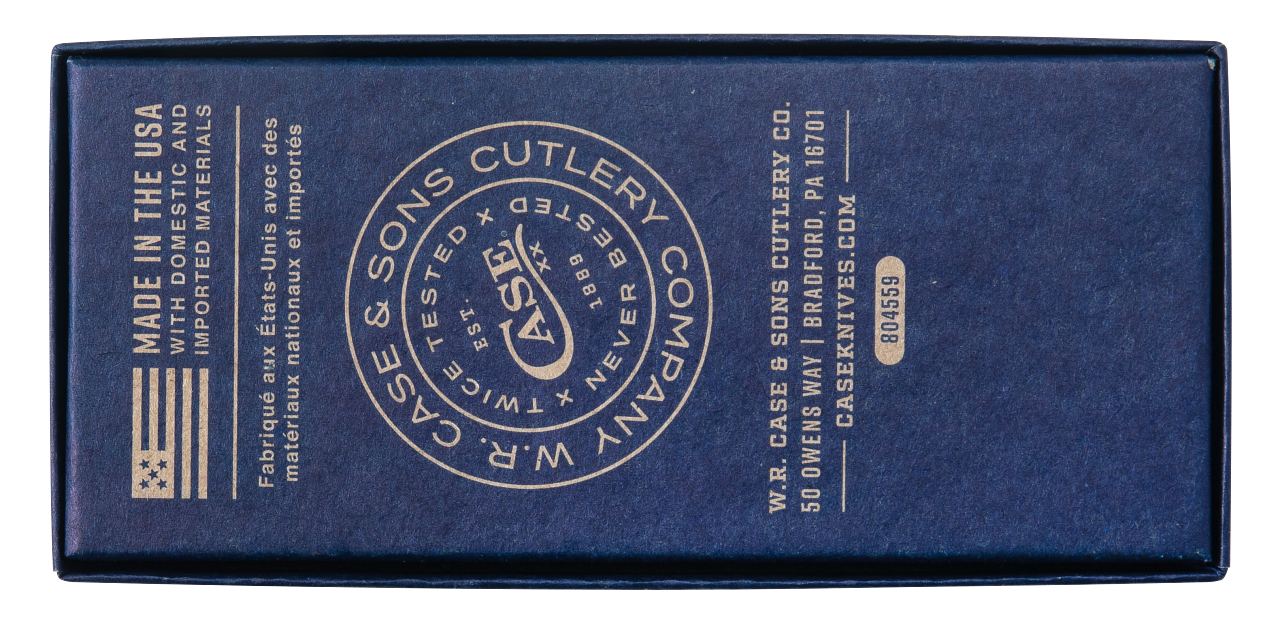 MADE IN THE USA
WITH DOMESTIC AND
IMPORTED MATERIALS
Fabriqué aux États-Unis avec des
matériaux nationaux et importés
W.R. CASE & SONS CUTLERY COMPANY
X TWICE TESTED X NEVER BESTED
EST.
CASE
XX
1889
W.R. CASE & SONS CUTLERY CO.
50 OWENS WAY | BRADFORD, PA 16701
CASEKNIVES.COM
804559